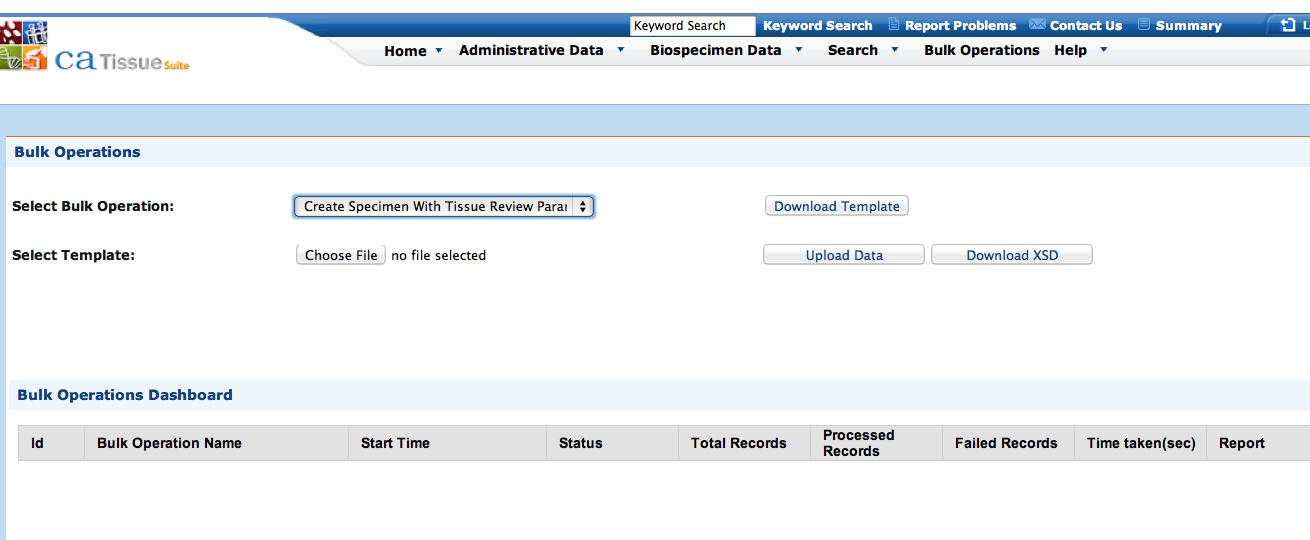 Keyword Search Keyword Search Report Problems Contact Us Summary
Home Administrative Data Biospecimen Data Search Bulk Operations Help
ca Tissue Suite
Bulk Operations
Select Bulk Operation: Create Specimen With Tissue Review Parar Download Template
Select Template: Choose File no file selected Upload Data Download XSD
Bulk Operations Dashboard
Id Bulk Operation Name Start Time Status Total Records Processed Records Failed Records Time taken(sec) Report